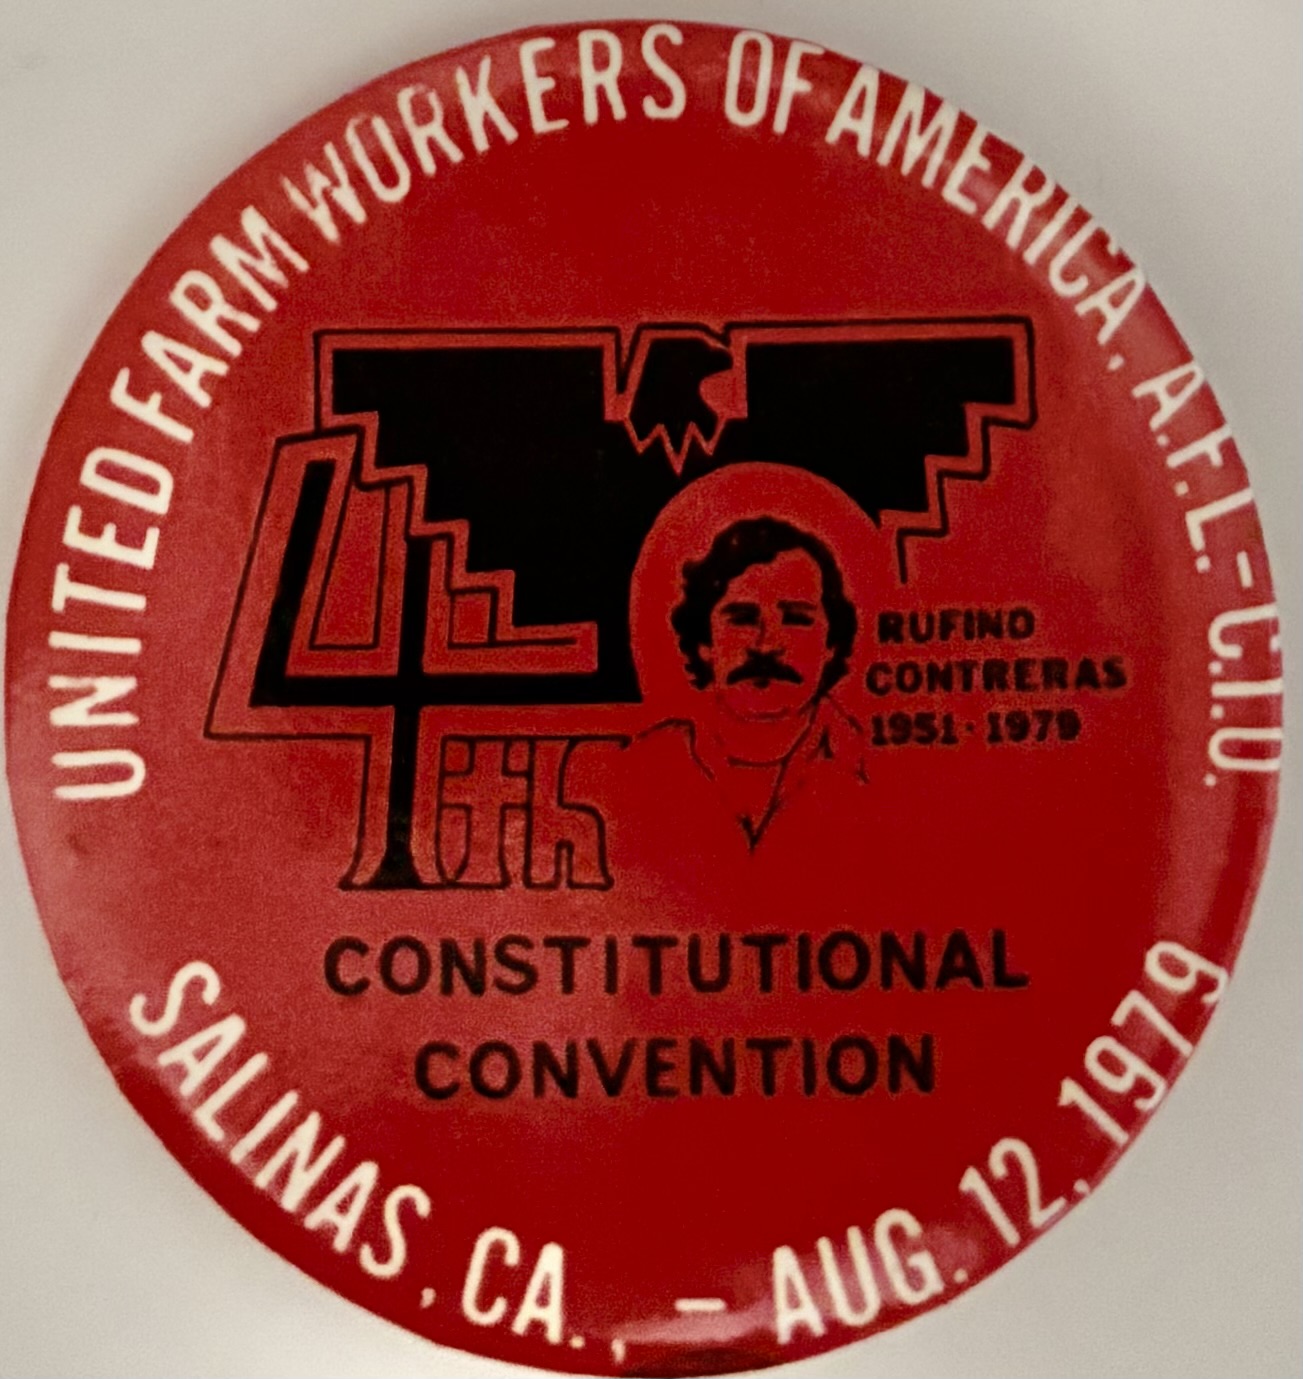 UNITED FARM WORKERS OF AMERICA, A.F.L.-C.I.O.
4th
RUFINO
CONTRERAS
1951-1979
CONSTITUTIONAL
CONVENTION
SALINAS, CA., - AUG. 12, 1979